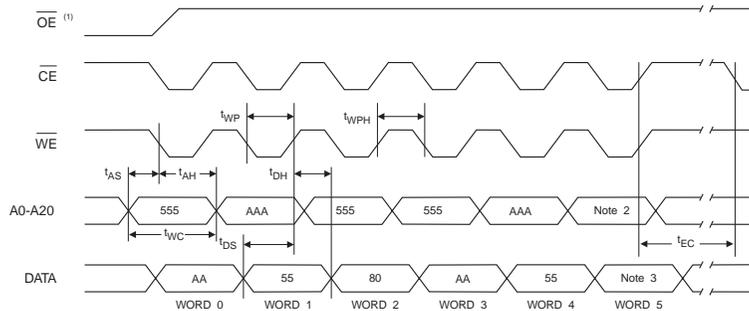 OE (1)
CE
tWP
tWPH
WE
tAS
tAH
tDH
A0-A20
555
AAA
555
555
AAA
Note 2
tWC
tDS
tEC
DATA
AA
55
80
AA
55
Note 3
WORD 0
WORD 1
WORD 2
WORD 3
WORD 4
WORD 5